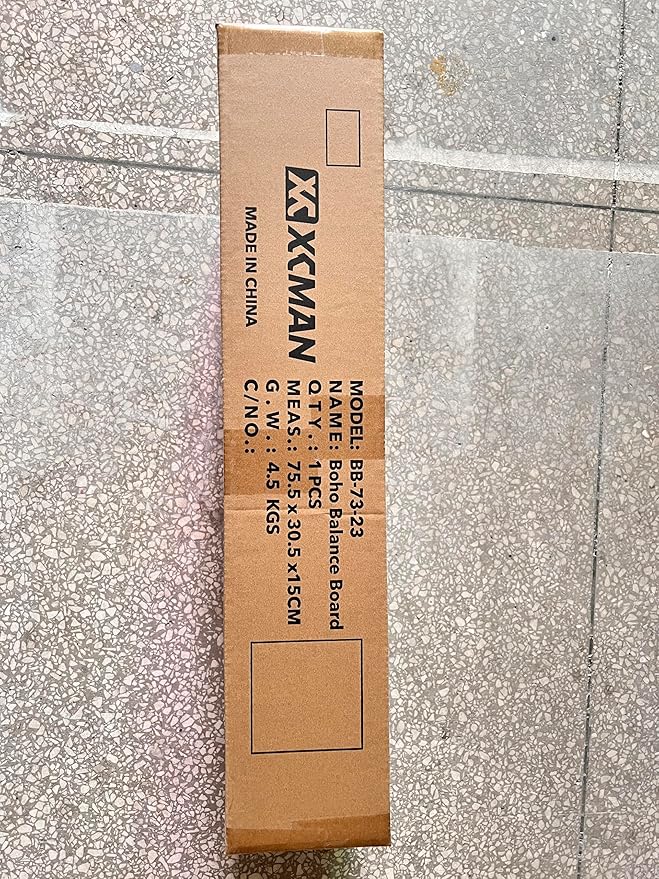 XCMAN
MADE IN CHINA
MODEL: BB-73-23
NAME: Boho Balance Board
QTY.: 1PCS
MEAS.: 75.5 x 30.5 x15CM
G.W.: 4.5 KGS
C/NO.: